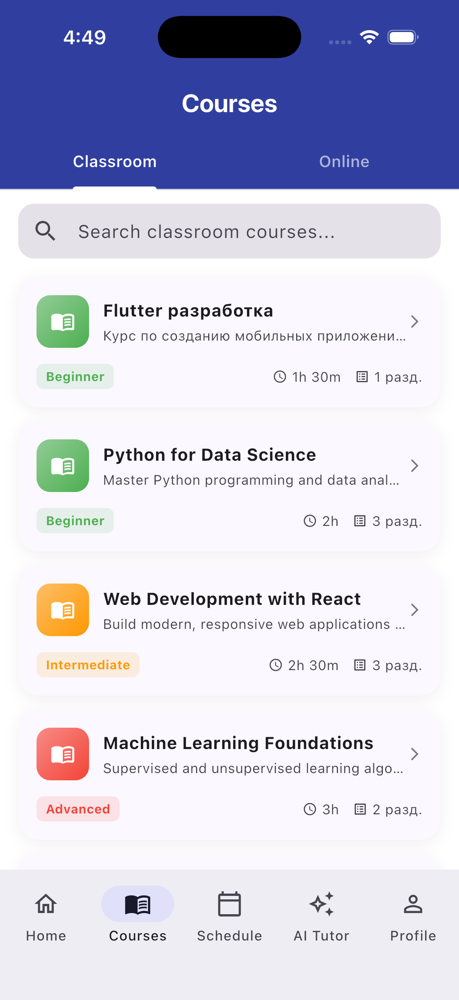 4:49
Courses
Classroom
Online
Search classroom courses...
Flutter разработка
Курс по созданию мобильных приложени...
Beginner
1h 30m
1 разд.
Python for Data Science
Master Python programming and data anal...
Beginner
2h
3 разд.
Web Development with React
Build modern, responsive web applications ...
Intermediate
2h 30m
3 разд.
Machine Learning Foundations
Supervised and unsupervised learning algo...
Advanced
3h
2 разд.
Home
Courses
Schedule
AI Tutor
Profile